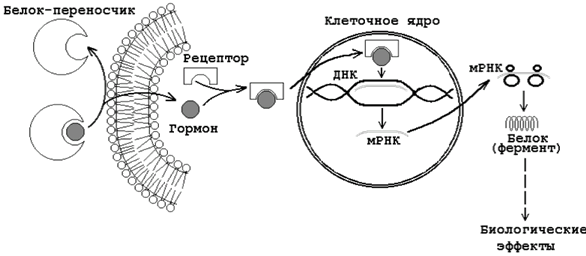 Белок-переносчик
Рецептор
Гормон
Клеточное ядро
ДНК
мРНК
мРНК
Белок
(фермент)
Биологические
эффекты